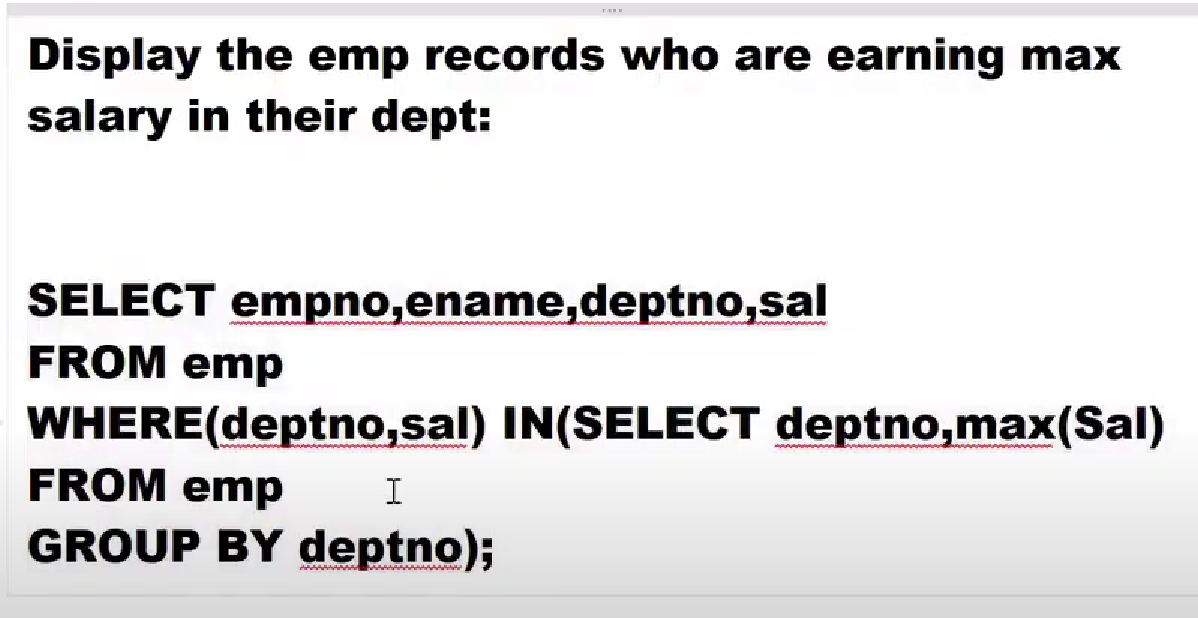 Display the emp records who are earning max
salary in their dept:
SELECT empno,ename,deptno,sal
FROM emp
WHERE(deptno,sal) IN(SELECT deptno,max(Sal)
FROM emp
GROUP BY deptno);